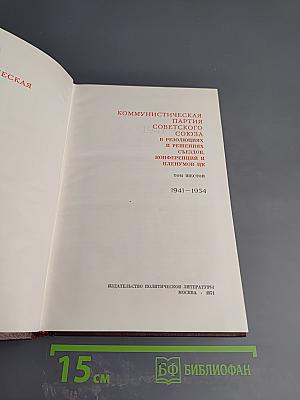 ЕСКАЯ
КОММУНИСТИЧЕСКАЯ
ПАРТИЯ
СОВЕТСКОГО
СОЮЗА
В РЕЗОЛЮЦИЯХ
И РЕШЕНИЯХ
СЪЕЗДОВ,
КОНФЕРЕНЦИЙ И
ПЛЕНУМОВ ЦК
ТОМ ШЕСТОЙ
1941—1954
ИЗДАТЕЛЬСТВО ПОЛИТИЧЕСКОЙ ЛИТЕРАТУРЫ
МОСКВА · 1971
15 см
БФ БИБЛИОФАН